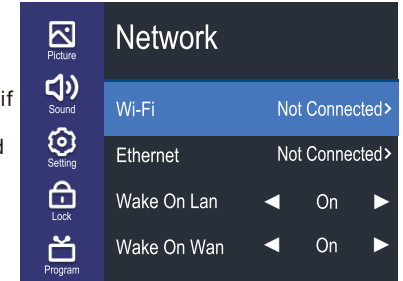 Network
Picture
if
Sound
Wi-Fi Not Connected>
Ethernet Not Connected>
Setting
Wake On Lan ◀ On ▶
Lock
Wake On Wan ◀ On ▶
Program